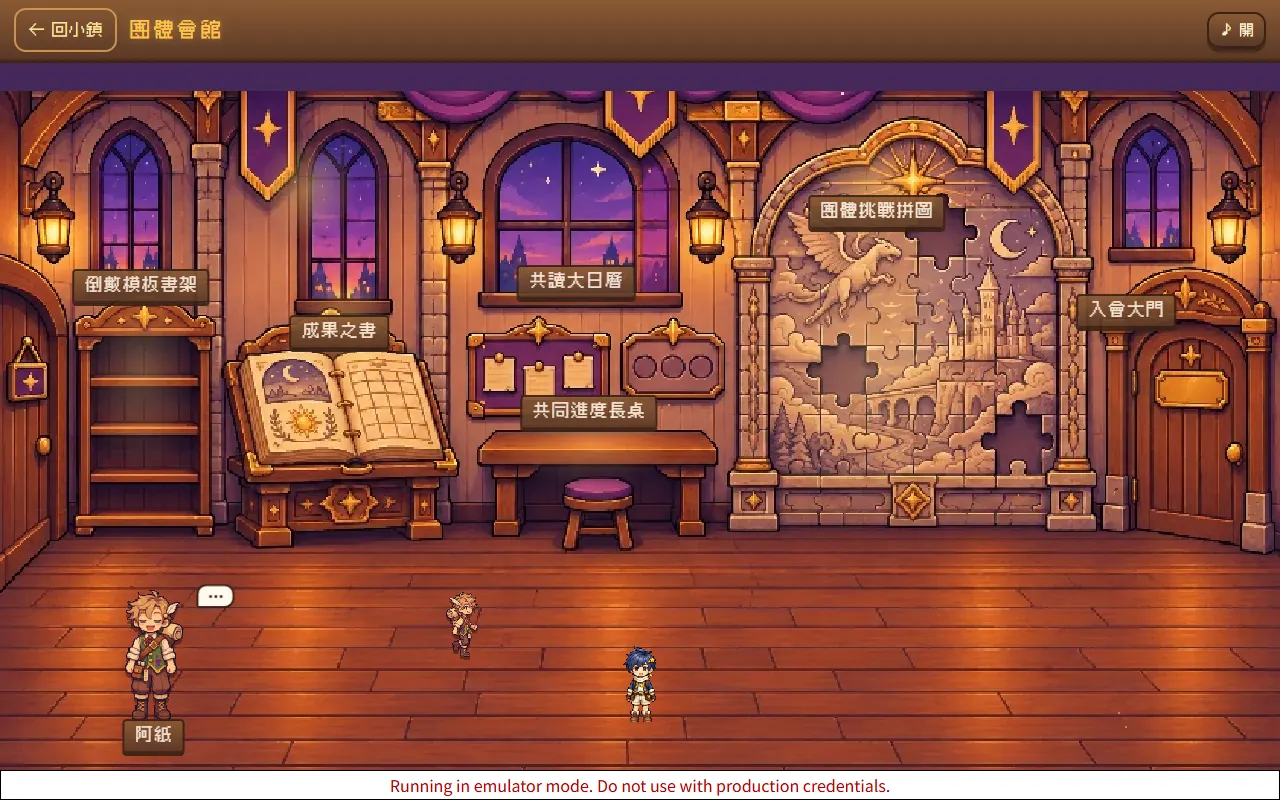 ← 回小鎮
團體會館
♪ 開
團體挑戰拼圖
倒數模板書架
共讀大日曆
入會大門
成果之書
共同進度長桌
...
阿紙
Running in emulator mode. Do not use with production credentials.